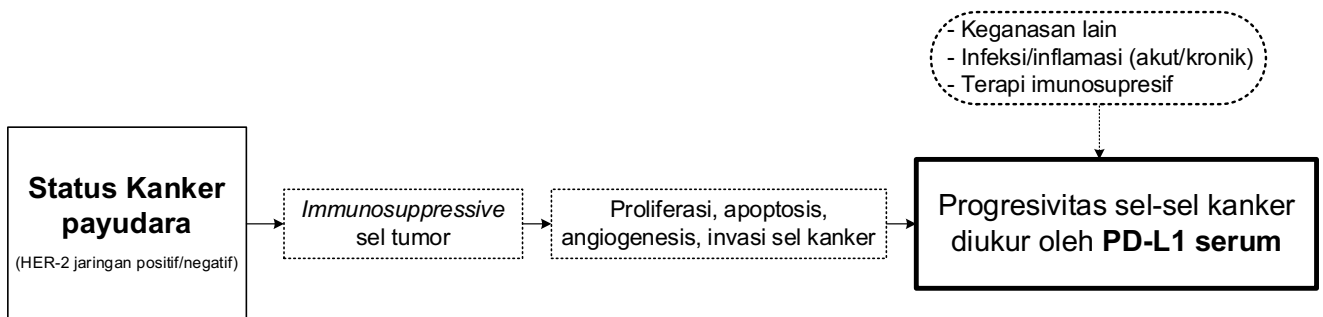 - Keganasan lain
- Infeksi/inflamasi (akut/kronik)
- Terapi imunosupresif
Status Kanker
payudara
(HER-2 jaringan positif/negatif)
Immunosuppressive
sel tumor
Proliferasi, apoptosis,
angiogenesis, invasi sel kanker
Progresivitas sel-sel kanker
diukur oleh PD-L1 serum